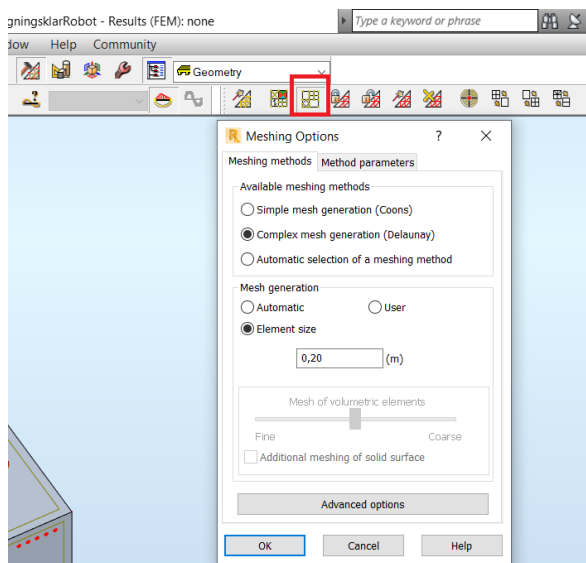 gningsklarRobot - Results (FEM): none
Type a keyword or phrase
dow Help Community
Geometry
R Meshing Options ? X
Meshing methods Method parameters
Available meshing methods
Simple mesh generation (Coons)
Complex mesh generation (Delaunay)
Automatic selection of a meshing method
Mesh generation
Automatic User
Element size
0,20 (m)
Mesh of volumetric elements
Fine Coarse
Additional meshing of solid surface
Advanced options
OK Cancel Help